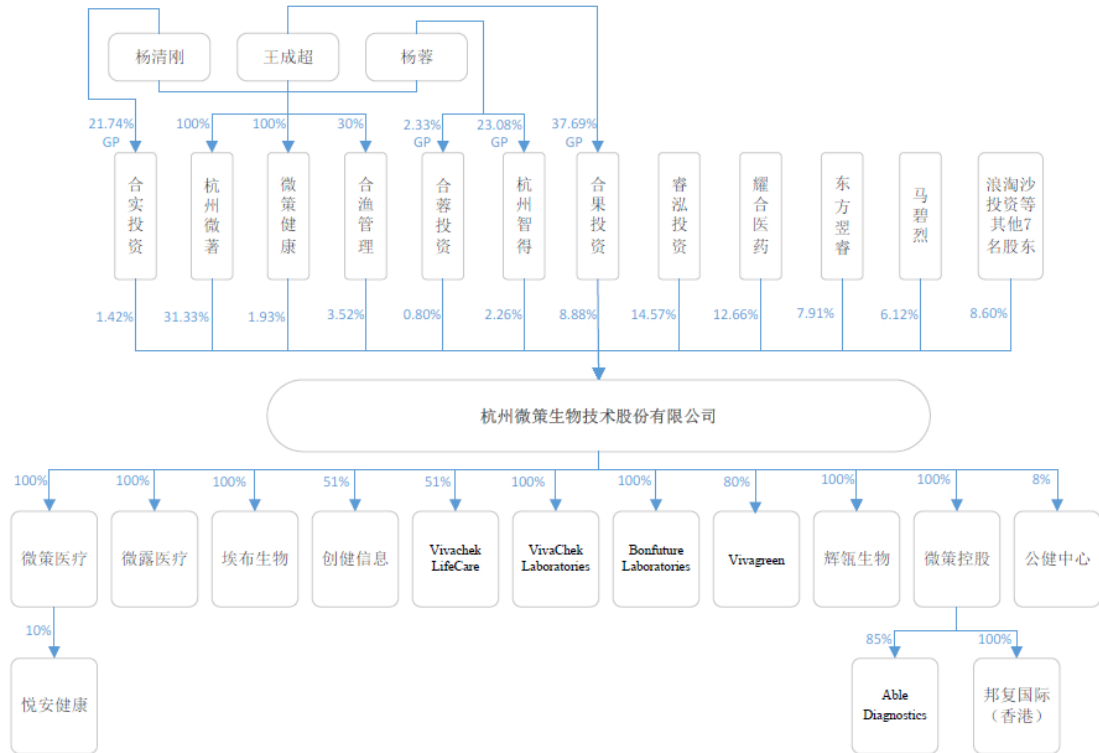 杨清刚
王成超
杨蓉
21.74%
GP
100%
100%
30%
2.33%
GP
23.08%
GP
37.69%
GP
合实投资
杭州微著
微策健康
合渔管理
合蓉投资
杭州智得
合果投资
睿泓投资
耀合医药
东方翌睿
马碧烈
浪淘沙
投资等
其他7
名股东
1.42%
31.33%
1.93%
3.52%
0.80%
2.26%
8.88%
14.57%
12.66%
7.91%
6.12%
8.60%
杭州微策生物技术股份有限公司
100%
100%
100%
51%
51%
100%
100%
80%
100%
100%
8%
微策医疗
微露医疗
埃布生物
创健信息
Vivachek
LifeCare
VivaChek
Laboratories
Bonfuture
Laboratories
Vivagreen
辉瓴生物
微策控股
公健中心
10%
85%
100%
悦安健康
Able
Diagnostics
邦复国际
（香港）